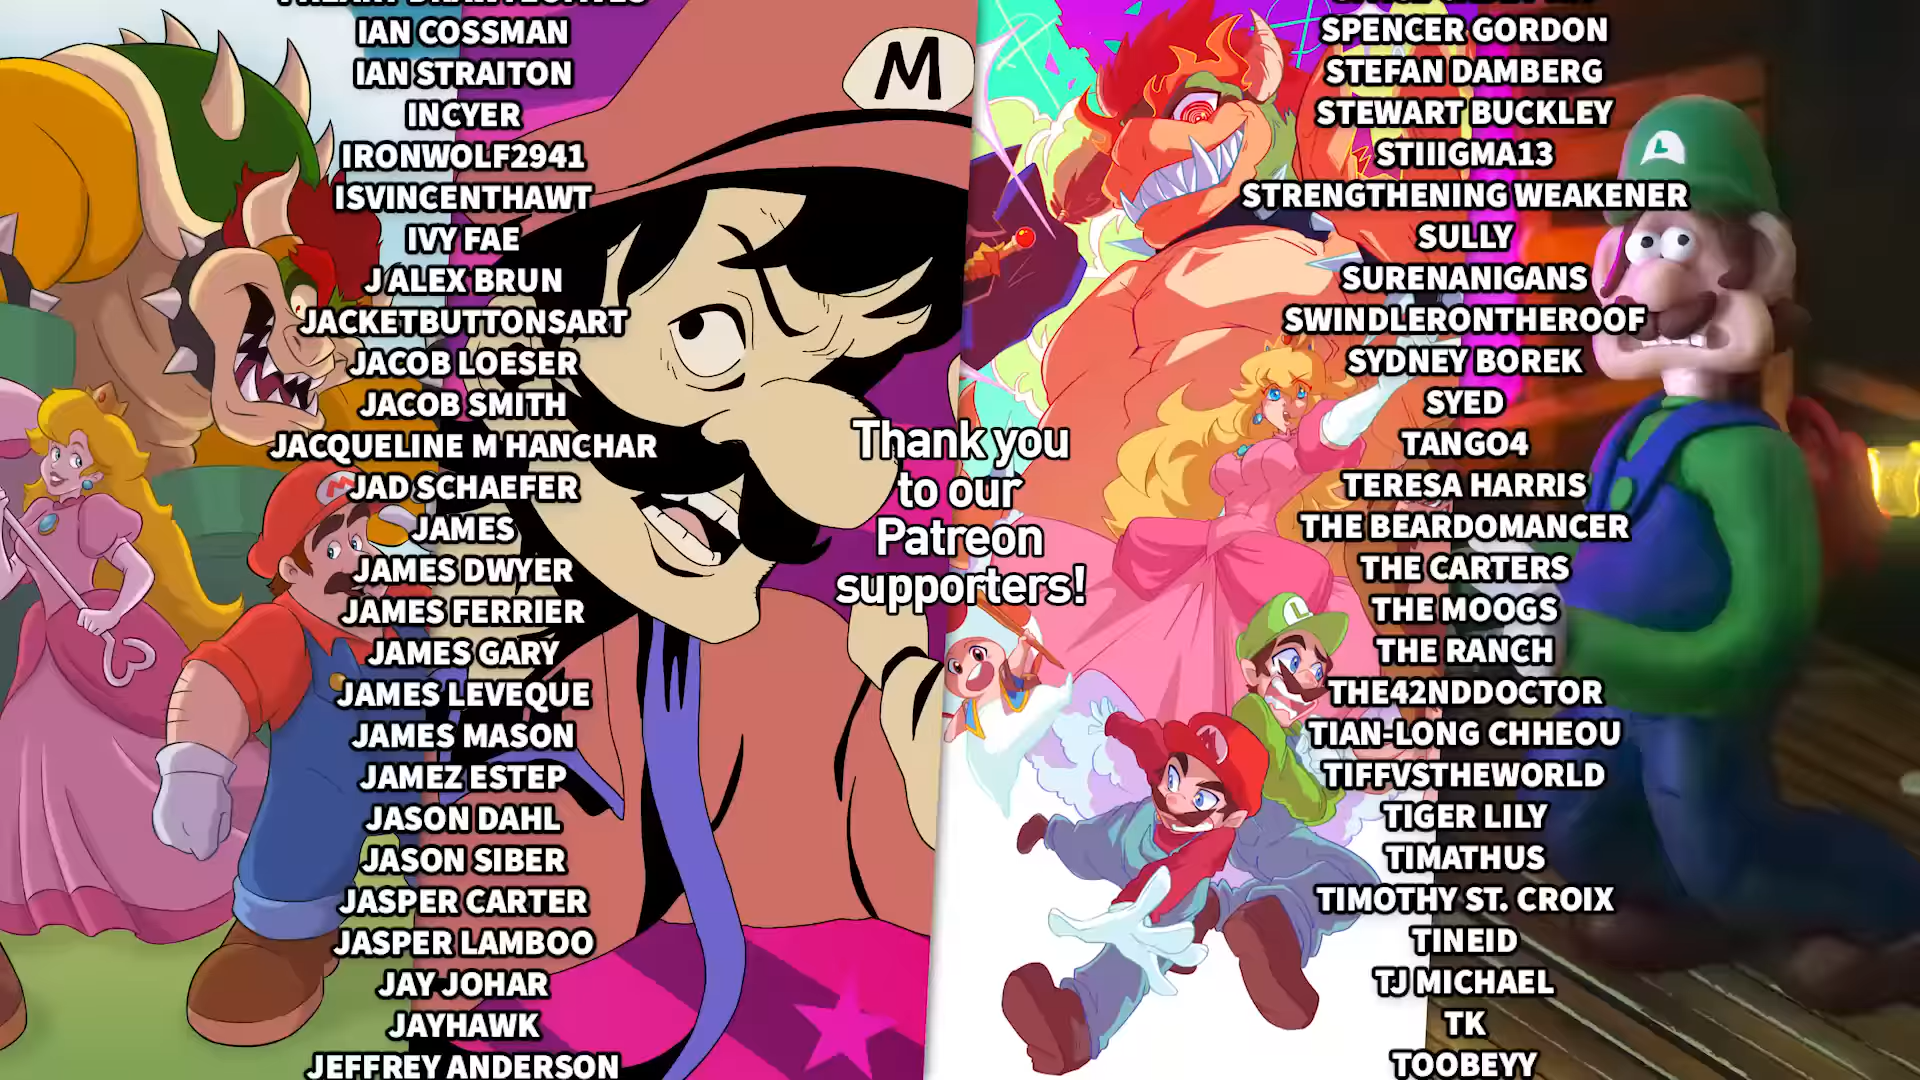 IAN COSSMAN
IAN STRAITON
INCYER
IRONWOLF2941
ISVINCENTHAWT
IVY FAE
J ALEX BRUN
JACKETBUTTONSART
JACOB LOESER
JACOB SMITH
JACQUELINE M HANCHAR
JAD SCHAEFER
JAMES
JAMES DWYER
JAMES FERRIER
JAMES GARY
JAMES LEVEQUE
JAMES MASON
JAMEZ ESTEP
JASON DAHL
JASON SIBER
JASPER CARTER
JASPER LAMBOO
JAY JOHAR
JAYHAWK
JEFFREY ANDERSON
M
Thank you
to our
Patreon
supporters!
SPENCER GORDON
STEFAN DAMBERG
STEWART BUCKLEY
STIIIGMA13
STRENGTHENING WEAKENER
SULLY
SURENANIGANS
SWINDLERONTHEROOF
SYDNEY BOREK
SYED
TANGO4
TERESA HARRIS
THE BEARDOMANCER
THE CARTERS
THE MOOGS
THE RANCH
THE42NDDOCTOR
TIAN-LONG CHHEOU
TIFFVSTHEWORLD
TIGER LILY
TIMATHUS
TIMOTHY ST. CROIX
TINEID
TJ MICHAEL
TK
TOOBEYY
M
L
L